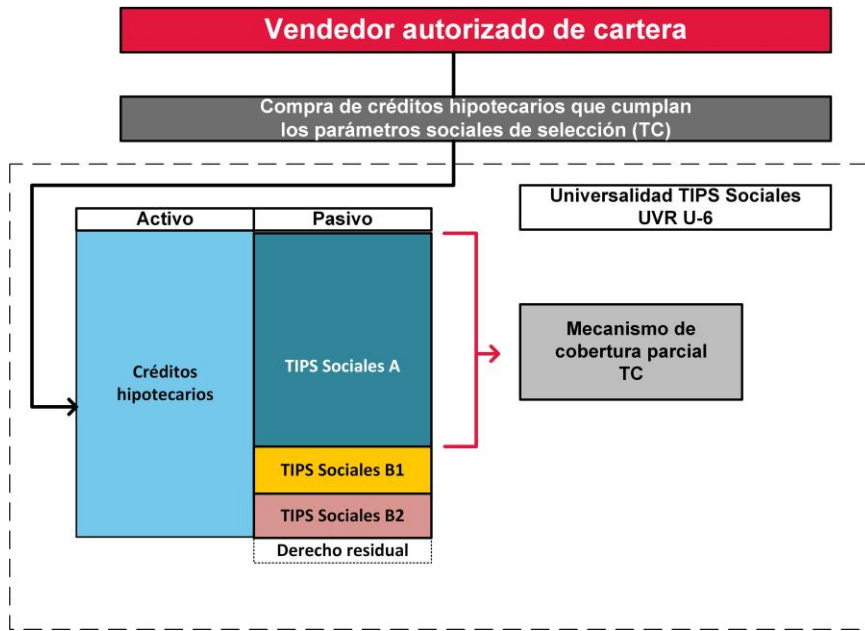 Vendedor autorizado de cartera
Compra de créditos hipotecarios que cumplan
los parámetros sociales de selección (TC)
Universalidad TIPS Sociales
UVR U-6
Activo
Pasivo
Créditos
hipotecarios
TIPS Sociales A
TIPS Sociales B1
TIPS Sociales B2
Derecho residual
Mecanismo de
cobertura parcial
TC